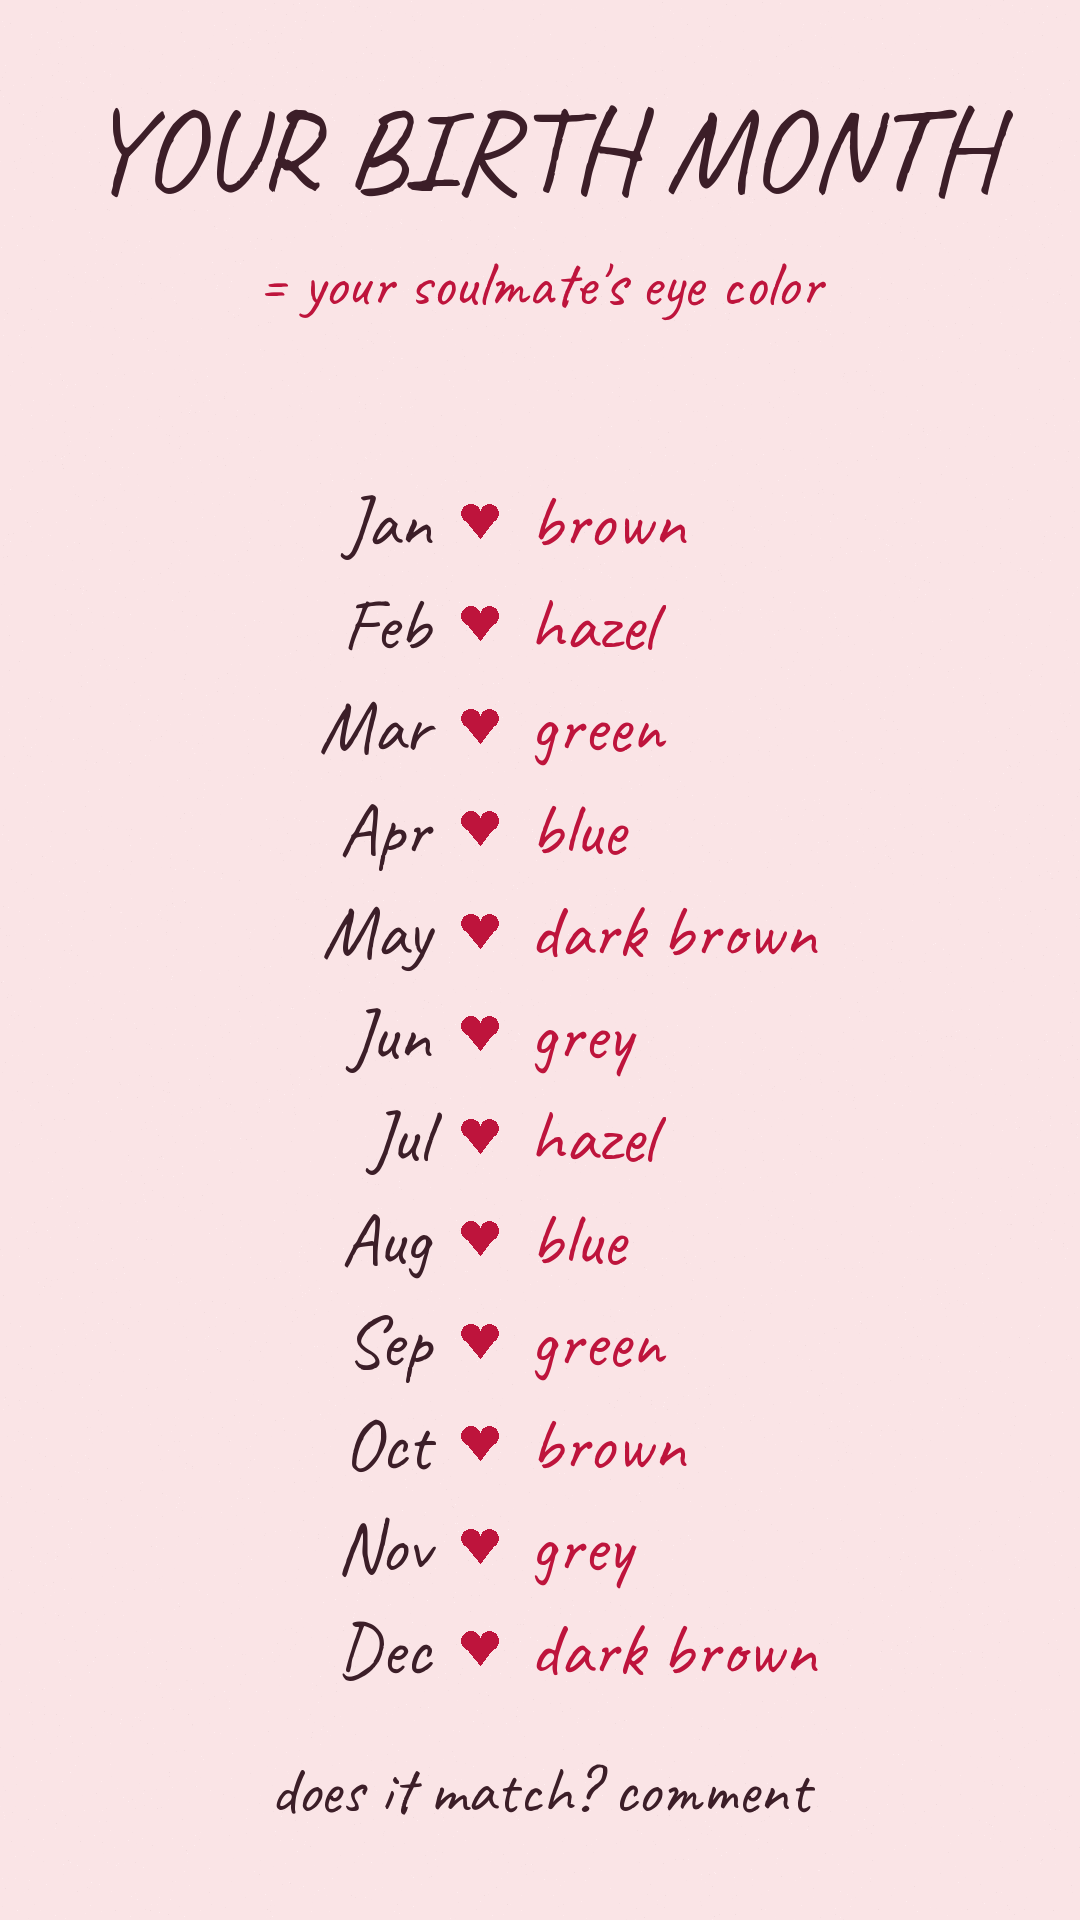 YOUR BIRTH MONTH
= your soulmate's eye color
Jan ♥ brown
Feb ♥ hazel
Mar ♥ green
Apr ♥ blue
May ♥ dark brown
Jun ♥ grey
Jul ♥ hazel
Aug ♥ blue
Sep ♥ green
Oct ♥ brown
Nov ♥ grey
Dec ♥ dark brown
does it match? comment